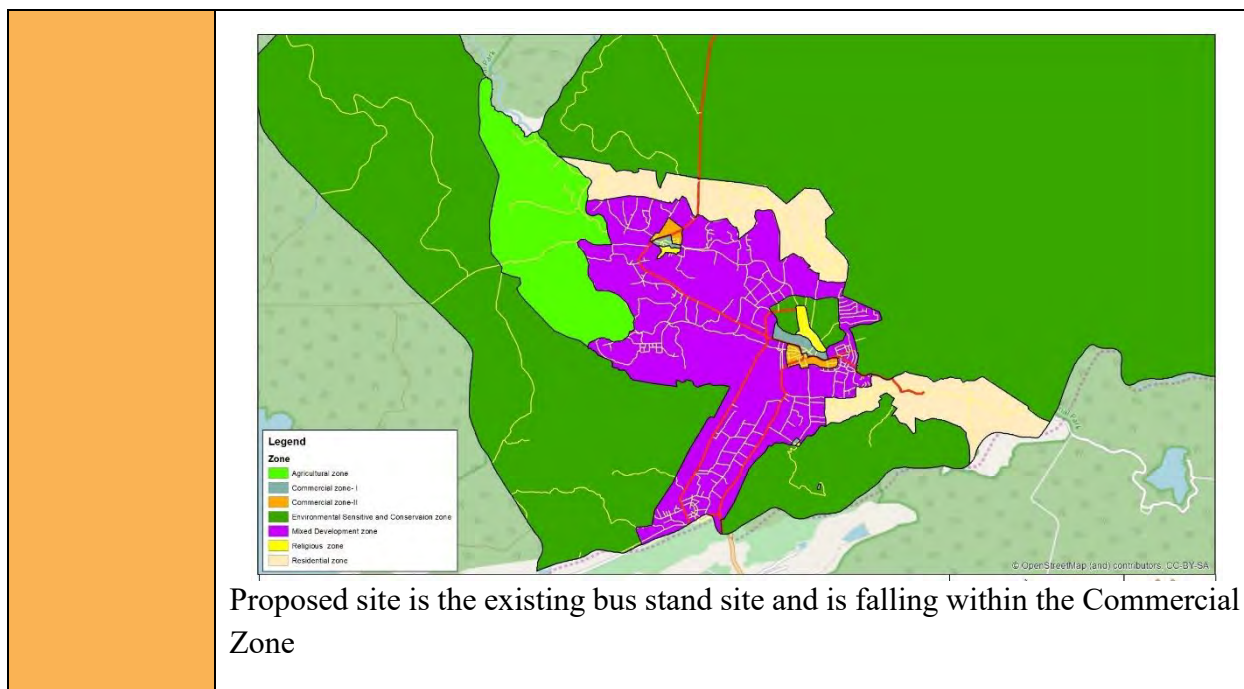 Legend
Zone
Agricultural zone
Commercial zone- I
Commercial zone-II
Environmental Sensitive and Conservaion zone
Mixed Development zone
Religious zone
Residential zone
© OpenStreetMap (and) contributors, CC-BY-SA
Proposed site is the existing bus stand site and is falling within the Commercial
Zone